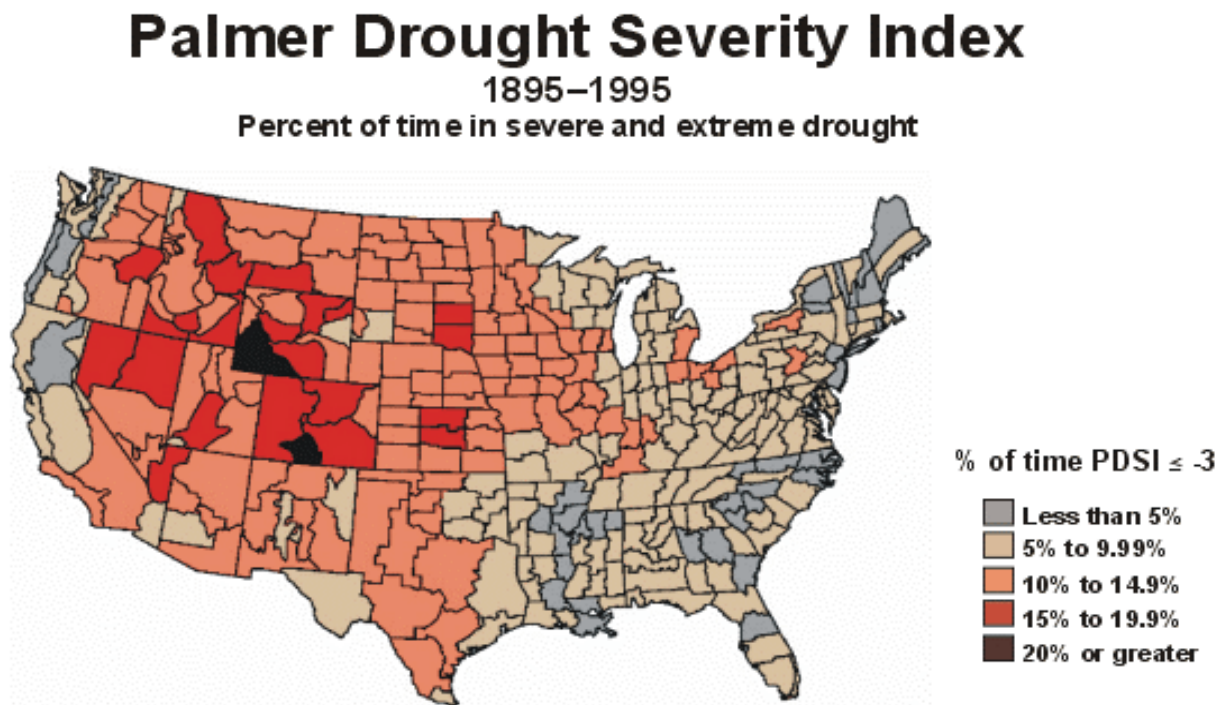 Palmer Drought Severity Index
1895–1995
Percent of time in severe and extreme drought
% of time PDSI ≤ -3
Less than 5%
5% to 9.99%
10% to 14.9%
15% to 19.9%
20% or greater